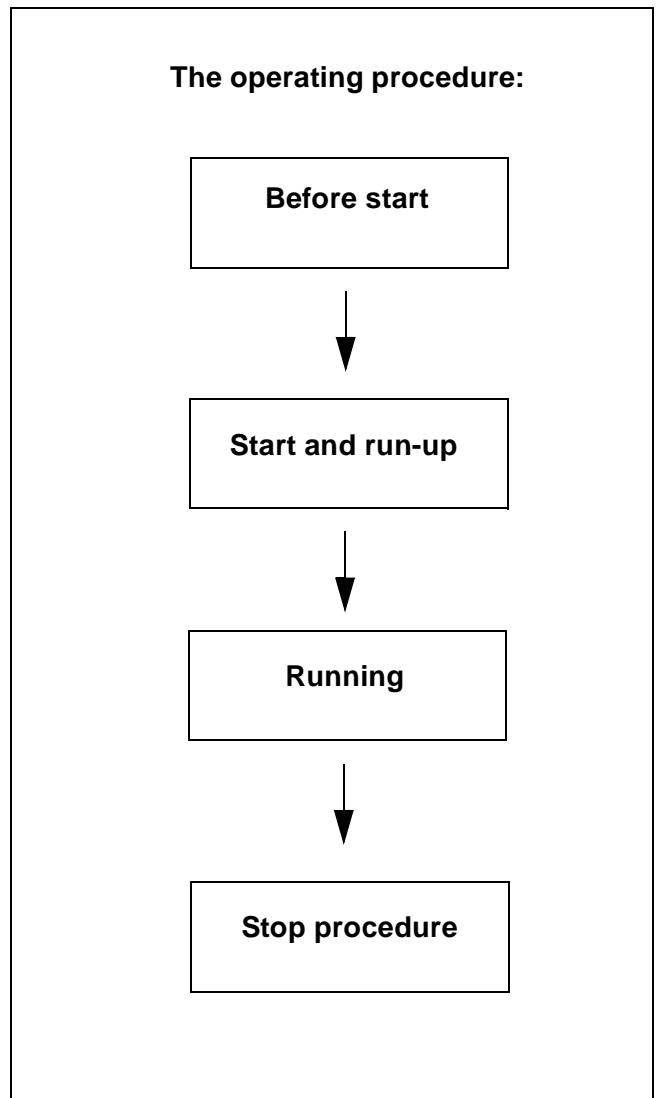 The operating procedure:
Before start
Start and run-up
Running
Stop procedure